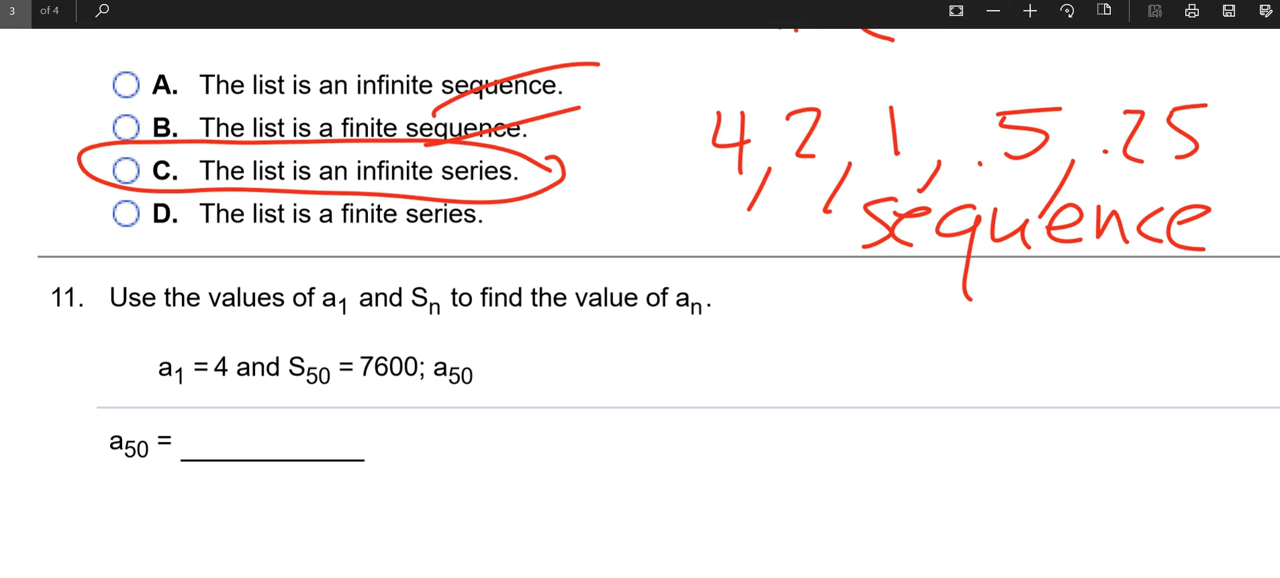 3 of 4
A. The list is an infinite sequence.
B. The list is a finite sequence.
C. The list is an infinite series.
D. The list is a finite series.
4, 2, 1, .5, .25
sequence
11. Use the values of a₁ and Sₙ to find the value of aₙ.
a₁ = 4 and S₅₀ = 7600; a₅₀
a₅₀ =